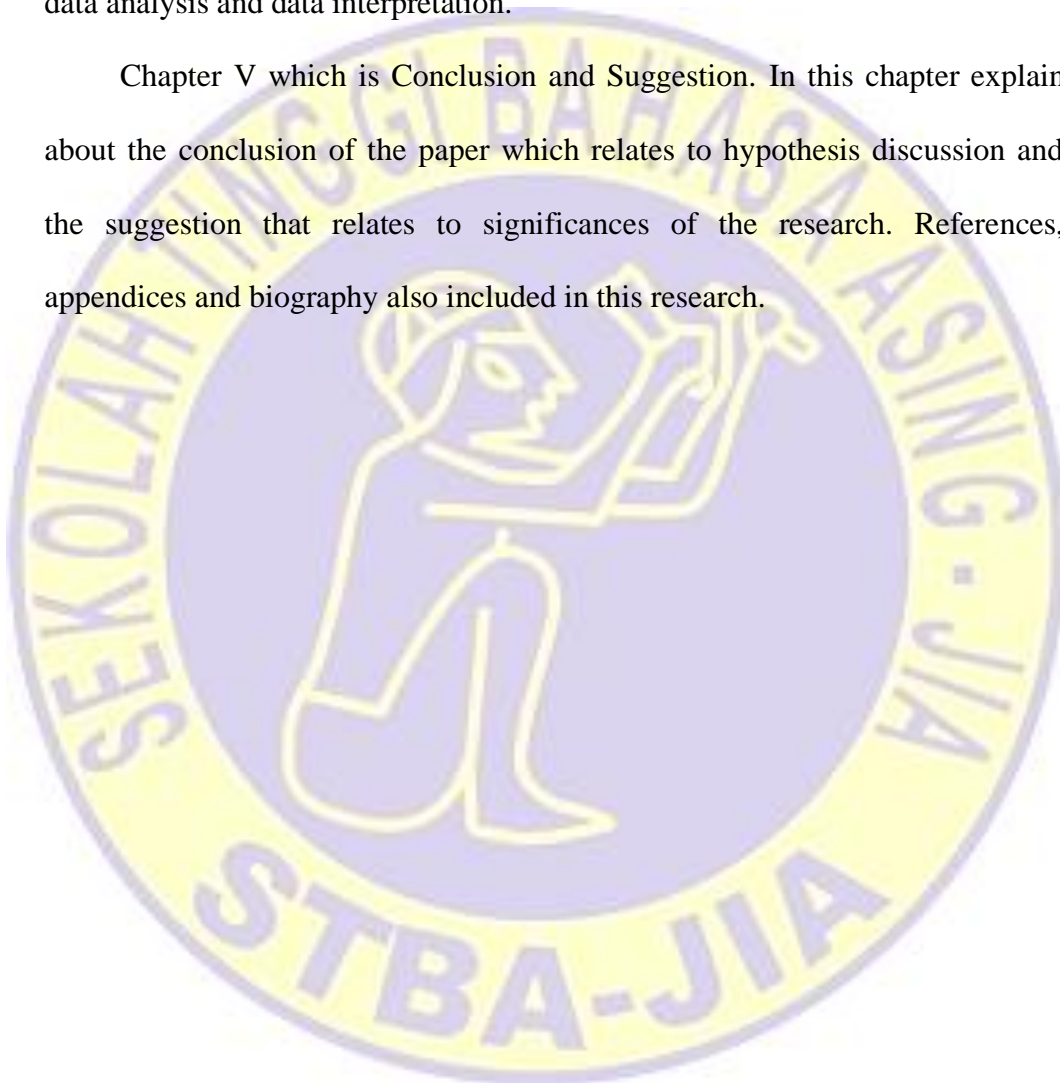 data analysis and data interpretation.
Chapter V which is Conclusion and Suggestion. In this chapter explain
about the conclusion of the paper which relates to hypothesis discussion and
the suggestion that relates to significances of the research. References,
appendices and biography also included in this research.
SEKOLAH TINGGI BAHASA ASING - JIA
STBA-JIA